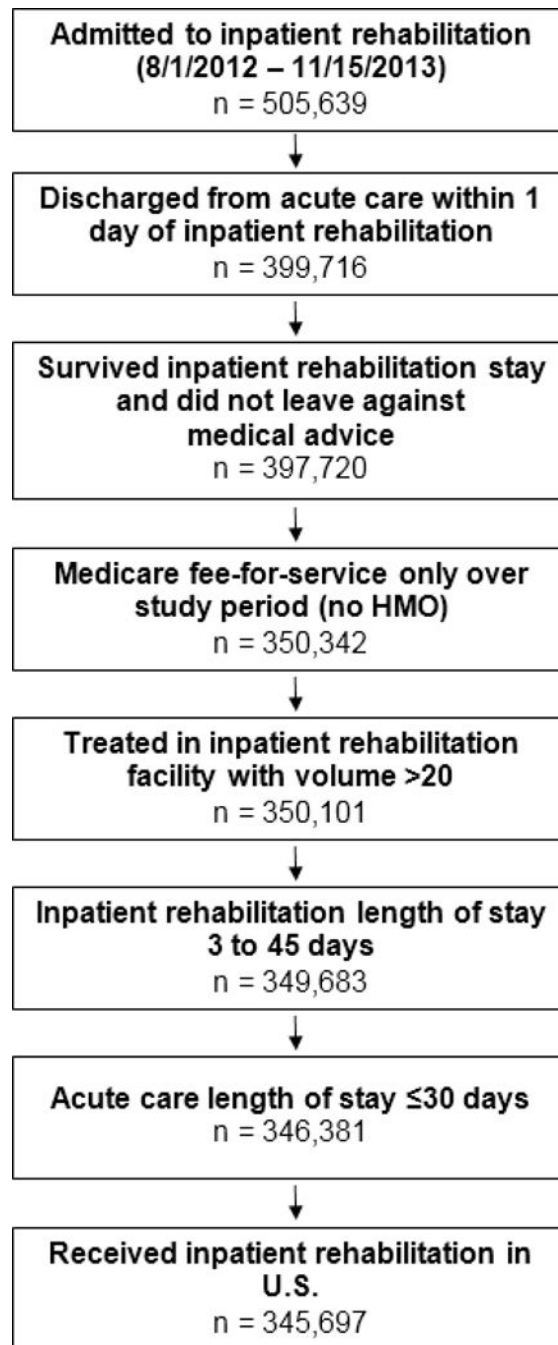 Admitted to inpatient rehabilitation
(8/1/2012 – 11/15/2013)
n = 505,639
Discharged from acute care within 1
day of inpatient rehabilitation
n = 399,716
Survived inpatient rehabilitation stay
and did not leave against
medical advice
n = 397,720
Medicare fee-for-service only over
study period (no HMO)
n = 350,342
Treated in inpatient rehabilitation
facility with volume >20
n = 350,101
Inpatient rehabilitation length of stay
3 to 45 days
n = 349,683
Acute care length of stay ≤30 days
n = 346,381
Received inpatient rehabilitation in
U.S.
n = 345,697